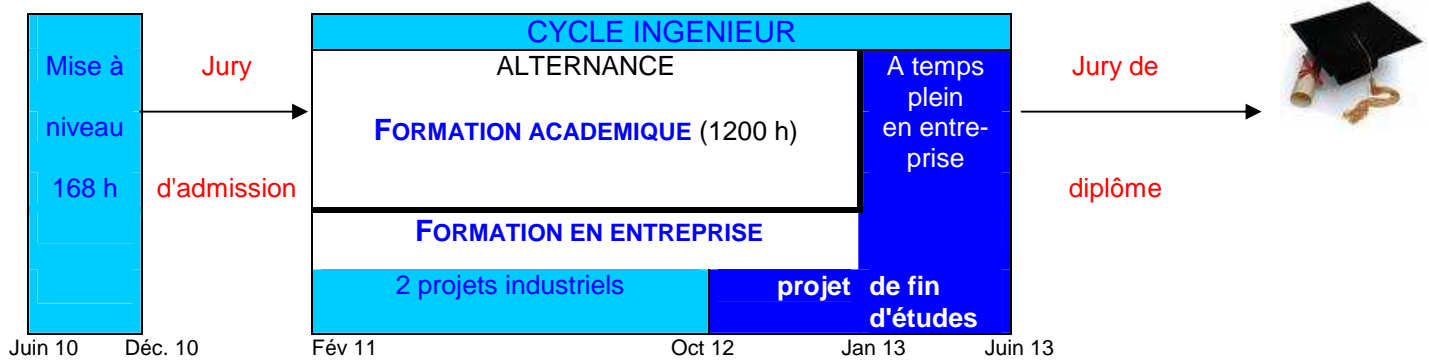 CYCLE INGENIEUR
Mise à
niveau
168 h
Jury
d'admission
ALTERNANCE
FORMATION ACADEMIQUE (1200 h)
A temps
plein
en entre-
prise
Jury de
diplôme
FORMATION EN ENTREPRISE
2 projets industriels
projet de fin
d'études
Juin 10 Déc. 10 Fév 11 Oct 12 Jan 13 Juin 13